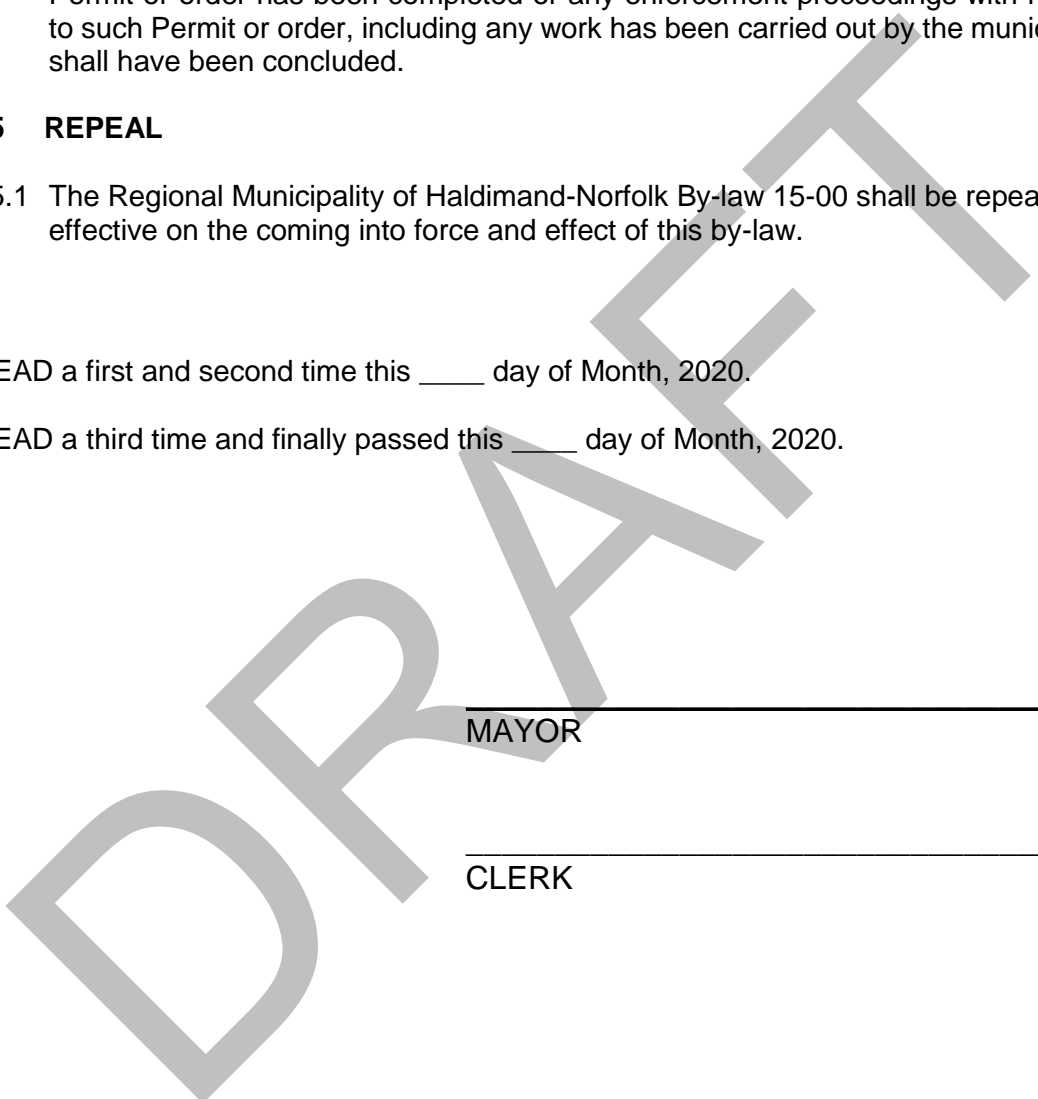 Permit or order has been completed or any enforcement proceedings with
to such Permit or order, including any work has been carried out by the
shall have been concluded.
REPEAL
.1 The Regional Municipality of Haldimand-Norfolk By-law 15-00 shall be
effective on the coming into force and effect of this by-law.
EAD a first and second time this ____ day of Month, 2020.
EAD a third time and finally passed this ____ day of Month, 2020.
MAYOR
CLERK
DRAFT